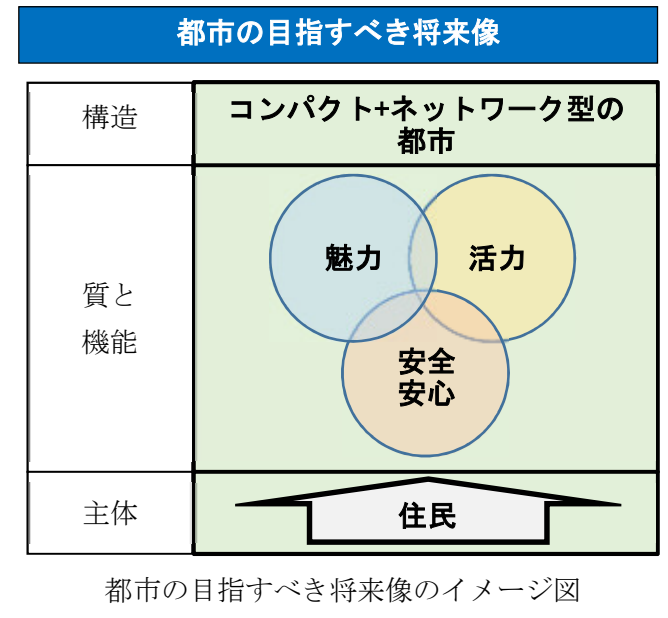 都市の目指すべき将来像
構造
コンパクト+ネットワーク型の
都市
質と
機能
魅力
活力
安全
安心
主体
住民
都市の目指すべき将来像のイメージ図